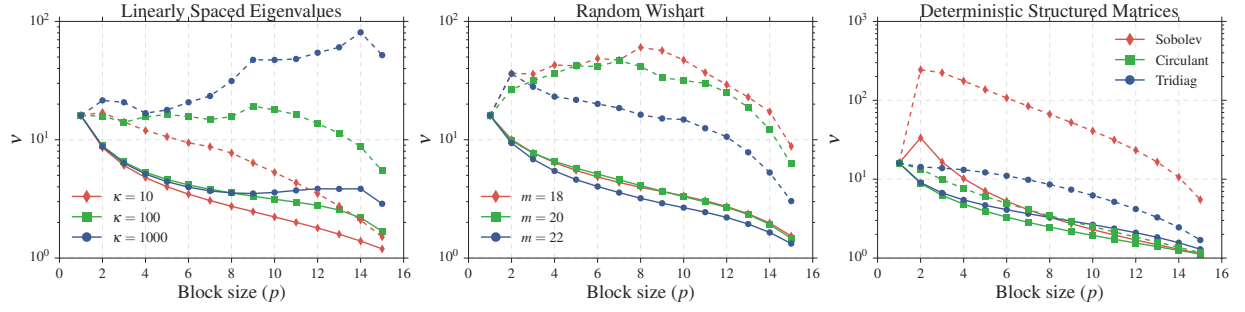 Linearly Spaced Eigenvalues
10²
10¹
10⁰
ν
κ = 10
κ = 100
κ = 1000
0 2 4 6 8 10 12 14 16
Block size (p)
Random Wishart
10²
10¹
10⁰
ν
m = 18
m = 20
m = 22
0 2 4 6 8 10 12 14 16
Block size (p)
Deterministic Structured Matrices
10³
10²
10¹
10⁰
ν
Sobolev
Circulant
Tridiag
0 2 4 6 8 10 12 14 16
Block size (p)